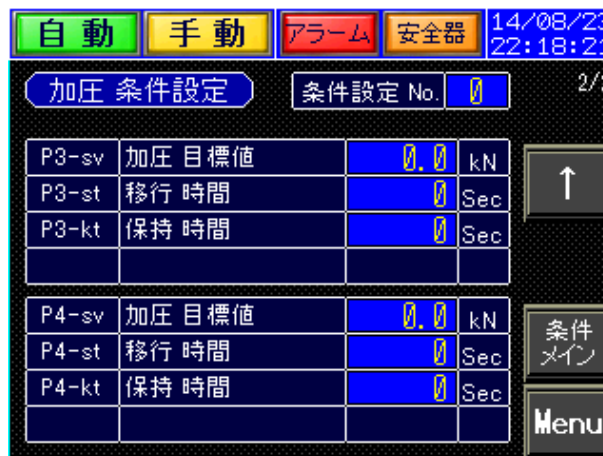 自動 手動 アラーム 安全器 14/08/23
22:18:21
加圧 条件設定 条件設定 No. 0 2/2
P3-sv 加圧 目標値 0.0 kN
P3-st 移行 時間 0 Sec
P3-kt 保持 時間 0 Sec
↑
P4-sv 加圧 目標値 0.0 kN
P4-st 移行 時間 0 Sec
P4-kt 保持 時間 0 Sec
条件
メイン
Menu